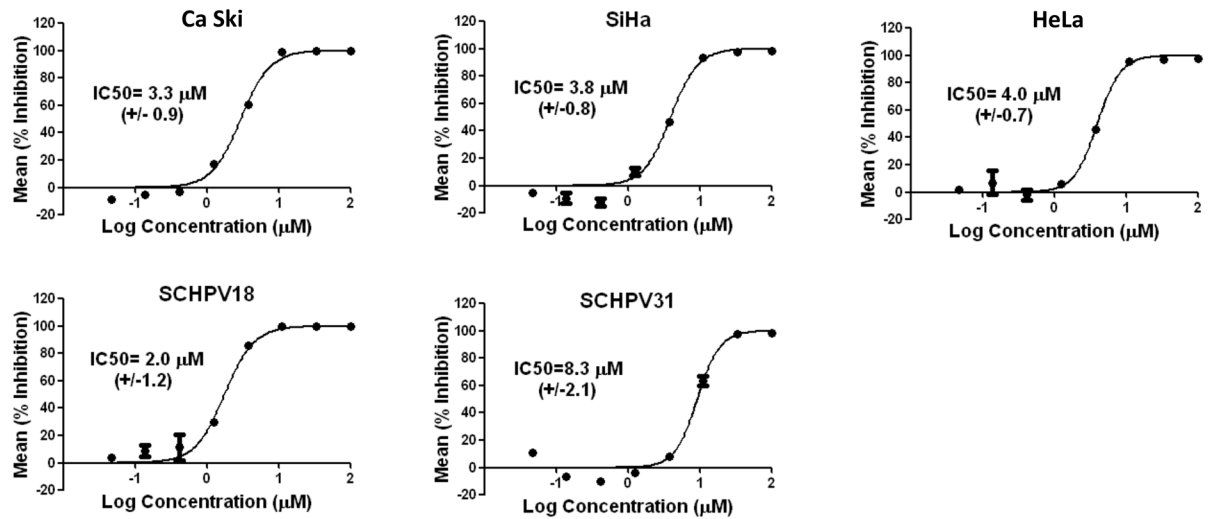 Ca Ski
120
100
80
60
40
20
0
-20
Mean (% Inhibition)
IC50= 3.3 μM
(+/- 0.9)
-1 0 1 2
Log Concentration (μM)
SiHa
120
100
80
60
40
20
0
-20
Mean (% Inhibition)
IC50= 3.8 μM
(+/-0.8)
-1 0 1 2
Log Concentration (μM)
HeLa
120
100
80
60
40
20
0
-20
Mean (% Inhibition)
IC50= 4.0 μM
(+/-0.7)
-1 0 1 2
Log Concentration (μM)
SCHPV18
120
100
80
60
40
20
0
-20
Mean (% Inhibition)
IC50= 2.0 μM
(+/-1.2)
-1 0 1 2
Log Concentration (μM)
SCHPV31
120
100
80
60
40
20
0
-20
Mean (% Inhibition)
IC50=8.3 μM
(+/-2.1)
-1 0 1 2
Log Concentration (μM)